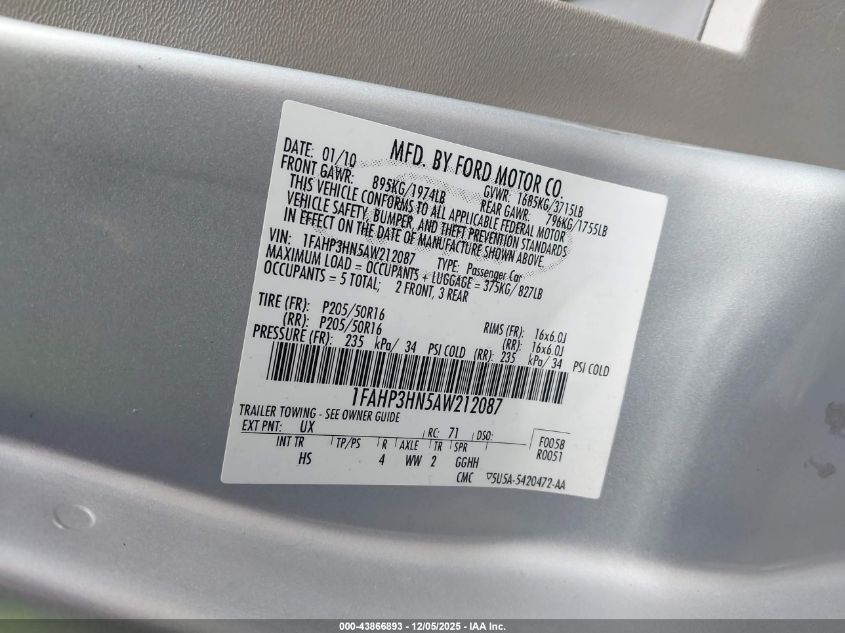 MFD. BY FORD MOTOR CO.
DATE: 01/10 GVWR: 1685KG/3715LB
FRONT GAWR: 895KG/1974LB REAR GAWR: 796KG/1755LB
THIS VEHICLE CONFORMS TO ALL APPLICABLE FEDERAL MOTOR
VEHICLE SAFETY, BUMPER, AND THEFT PREVENTION STANDARDS
IN EFFECT ON THE DATE OF MANUFACTURE SHOWN ABOVE.
VIN: 1FAHP3HN5AW212087 TYPE: Passenger Car
MAXIMUM LOAD = OCCUPANTS + LUGGAGE = 375KG/ 827LB
OCCUPANTS = 5 TOTAL; 2 FRONT, 3 REAR
TIRE (FR): P205/50R16 RIMS (FR): 16x6.0J
(RR): P205/50R16 (RR): 16x6.0J
PRESSURE (FR): 235 kPa/ 34 PSI COLD (RR): 235 kPa/ 34 PSI COLD
1FAHP3HN5AW212087
TRAILER TOWING - SEE OWNER GUIDE
EXT PNT: UX RC: 71 DSO: F0058
INT TR TP/PS R AXLE TR SPR R0051
HS 4 WW 2 GGHH
CMC ▽5U5A-5420472-AA
000-43866893 | 12/05/2025 - IAA Inc.